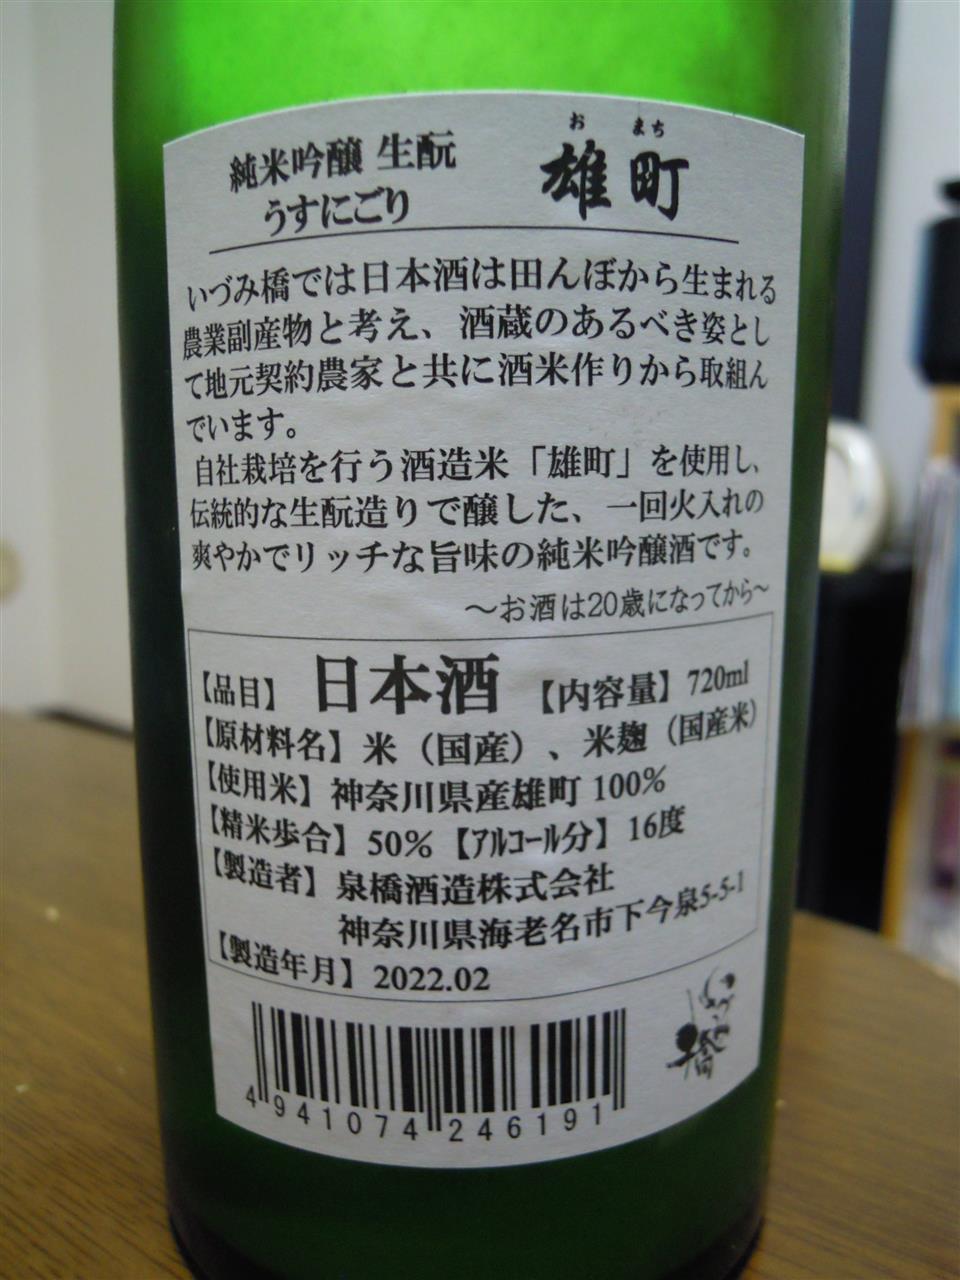 純米吟醸 生酛
うすにごり
おまち
雄町
いづみ橋では日本酒は田んぼから生まれる
農業副産物と考え、酒蔵のあるべき姿とし
て地元契約農家と共に酒米作りから取組ん
でいます。
自社栽培を行う酒造米「雄町」を使用し、
伝統的な生酛造りで醸した、一回火入れの
爽やかでリッチな旨味の純米吟醸酒です。
～お酒は20歳になってから～
【品目】 日本酒 【内容量】 720ml
【原材料名】米（国産）、米麹（国産米）
【使用米】神奈川県産雄町 100%
【精米歩合】 50% 【アルコール分】 16度
【製造者】泉橋酒造株式会社
神奈川県海老名市下今泉5-5-1
【製造年月】2022.02
いづみ橋
4941074246191